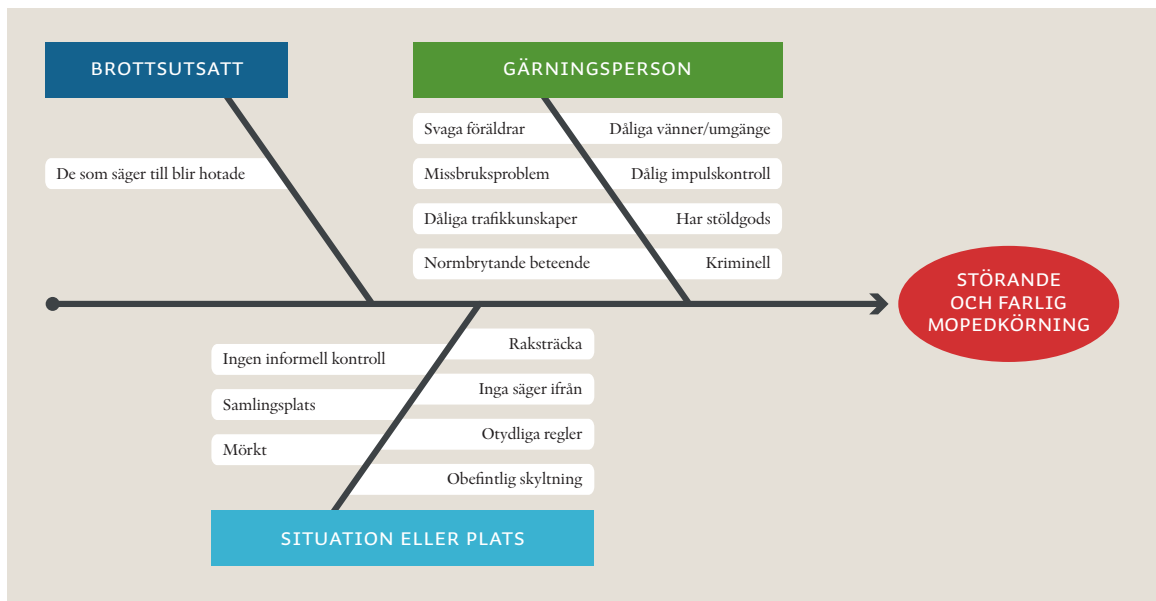 BROTTSUTSATT
De som säger till blir hotade
GÄRNINGSPERSON
Svaga föräldrar
Dåliga vänner/umgänge
Missbruksproblem
Dålig impulskontroll
Dåliga trafikkunskaper
Har stöldgods
Normbrytande beteende
Kriminell
STÖRANDE
OCH FARLIG
MOPEDKÖRNING
Raksträcka
Ingen informell kontroll
Inga säger ifrån
Samlingsplats
Otydliga regler
Mörkt
Obefintlig skyltning
SITUATION ELLER PLATS